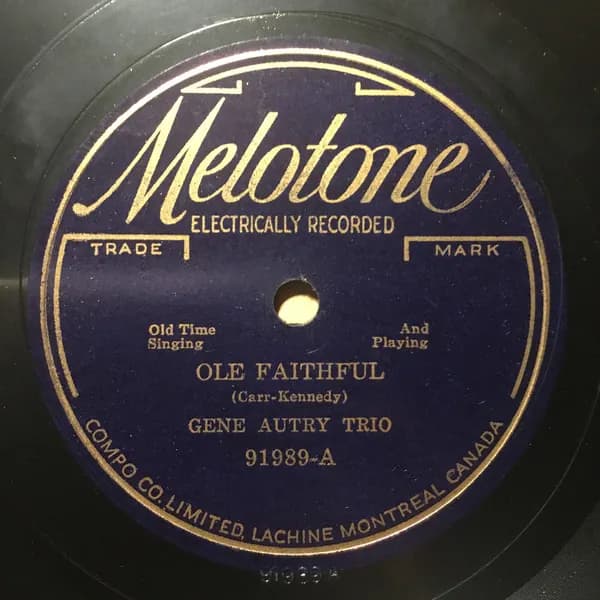 Melotone
ELECTRICALLY RECORDED
TRADE MARK
Old Time And
Singing Playing
OLE FAITHFUL
(Carr-Kennedy)
GENE AUTRY TRIO
91989-A
COMPO CO. LIMITED, LACHINE MONTREAL CANADA